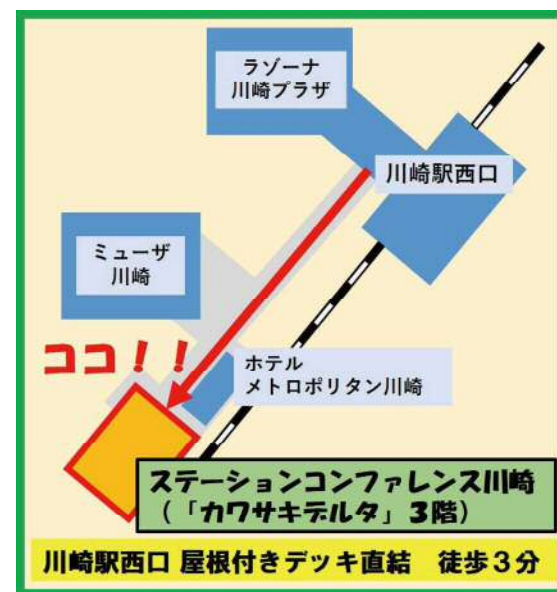 ラゾーナ
川崎プラザ
川崎駅西口
ミューザ
川崎
ココ！！
ホテル
メトロポリタン川崎
ステーションコンファレンス川崎
（「カワサキデルタ」３階）
川崎駅西口 屋根付きデッキ直結　徒歩３分